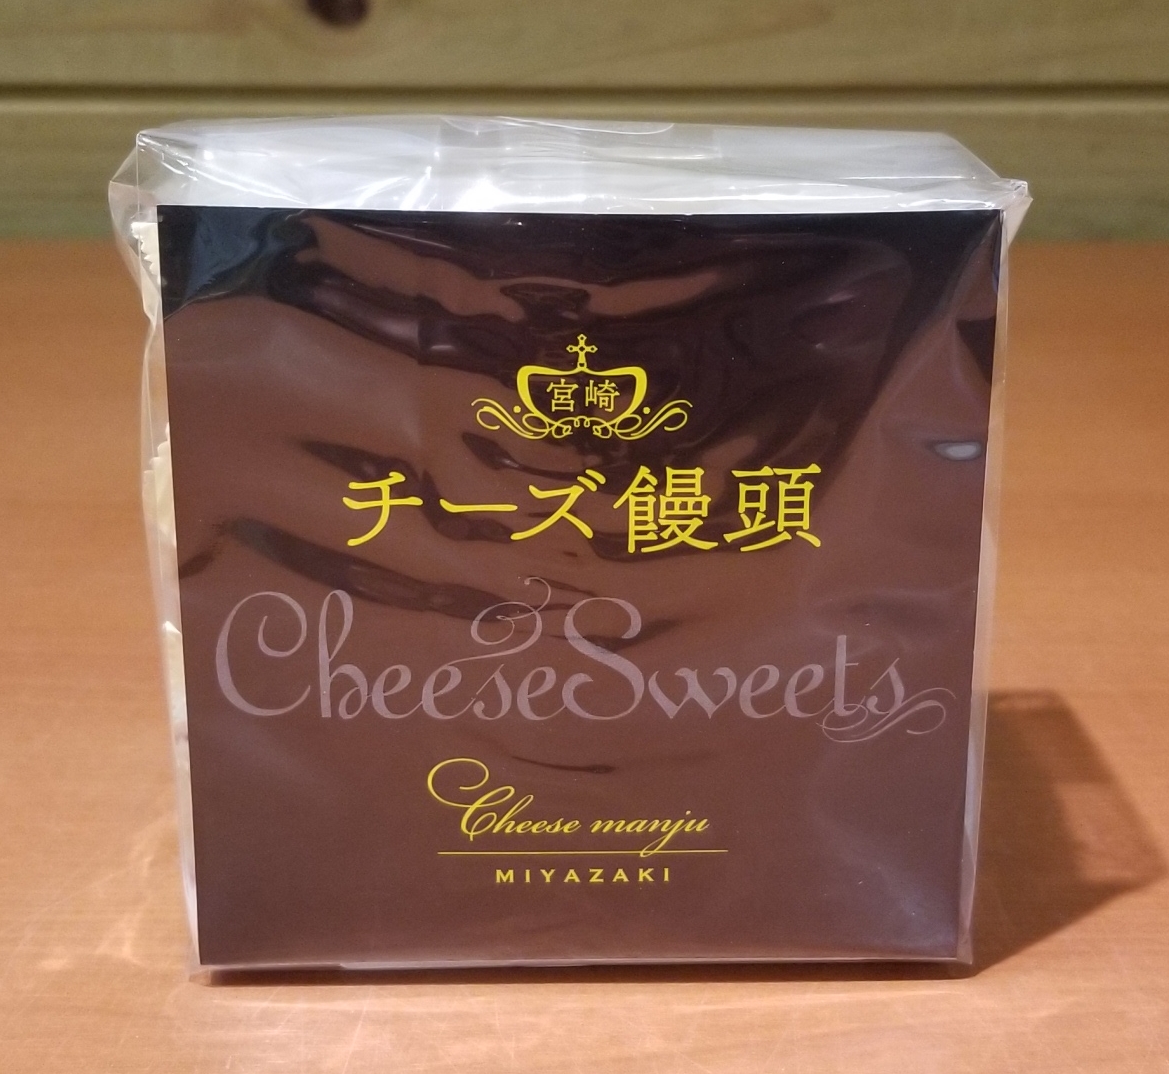 宮崎
チーズ饅頭
CheeseSweets
Cheese manju
MIYAZAKI